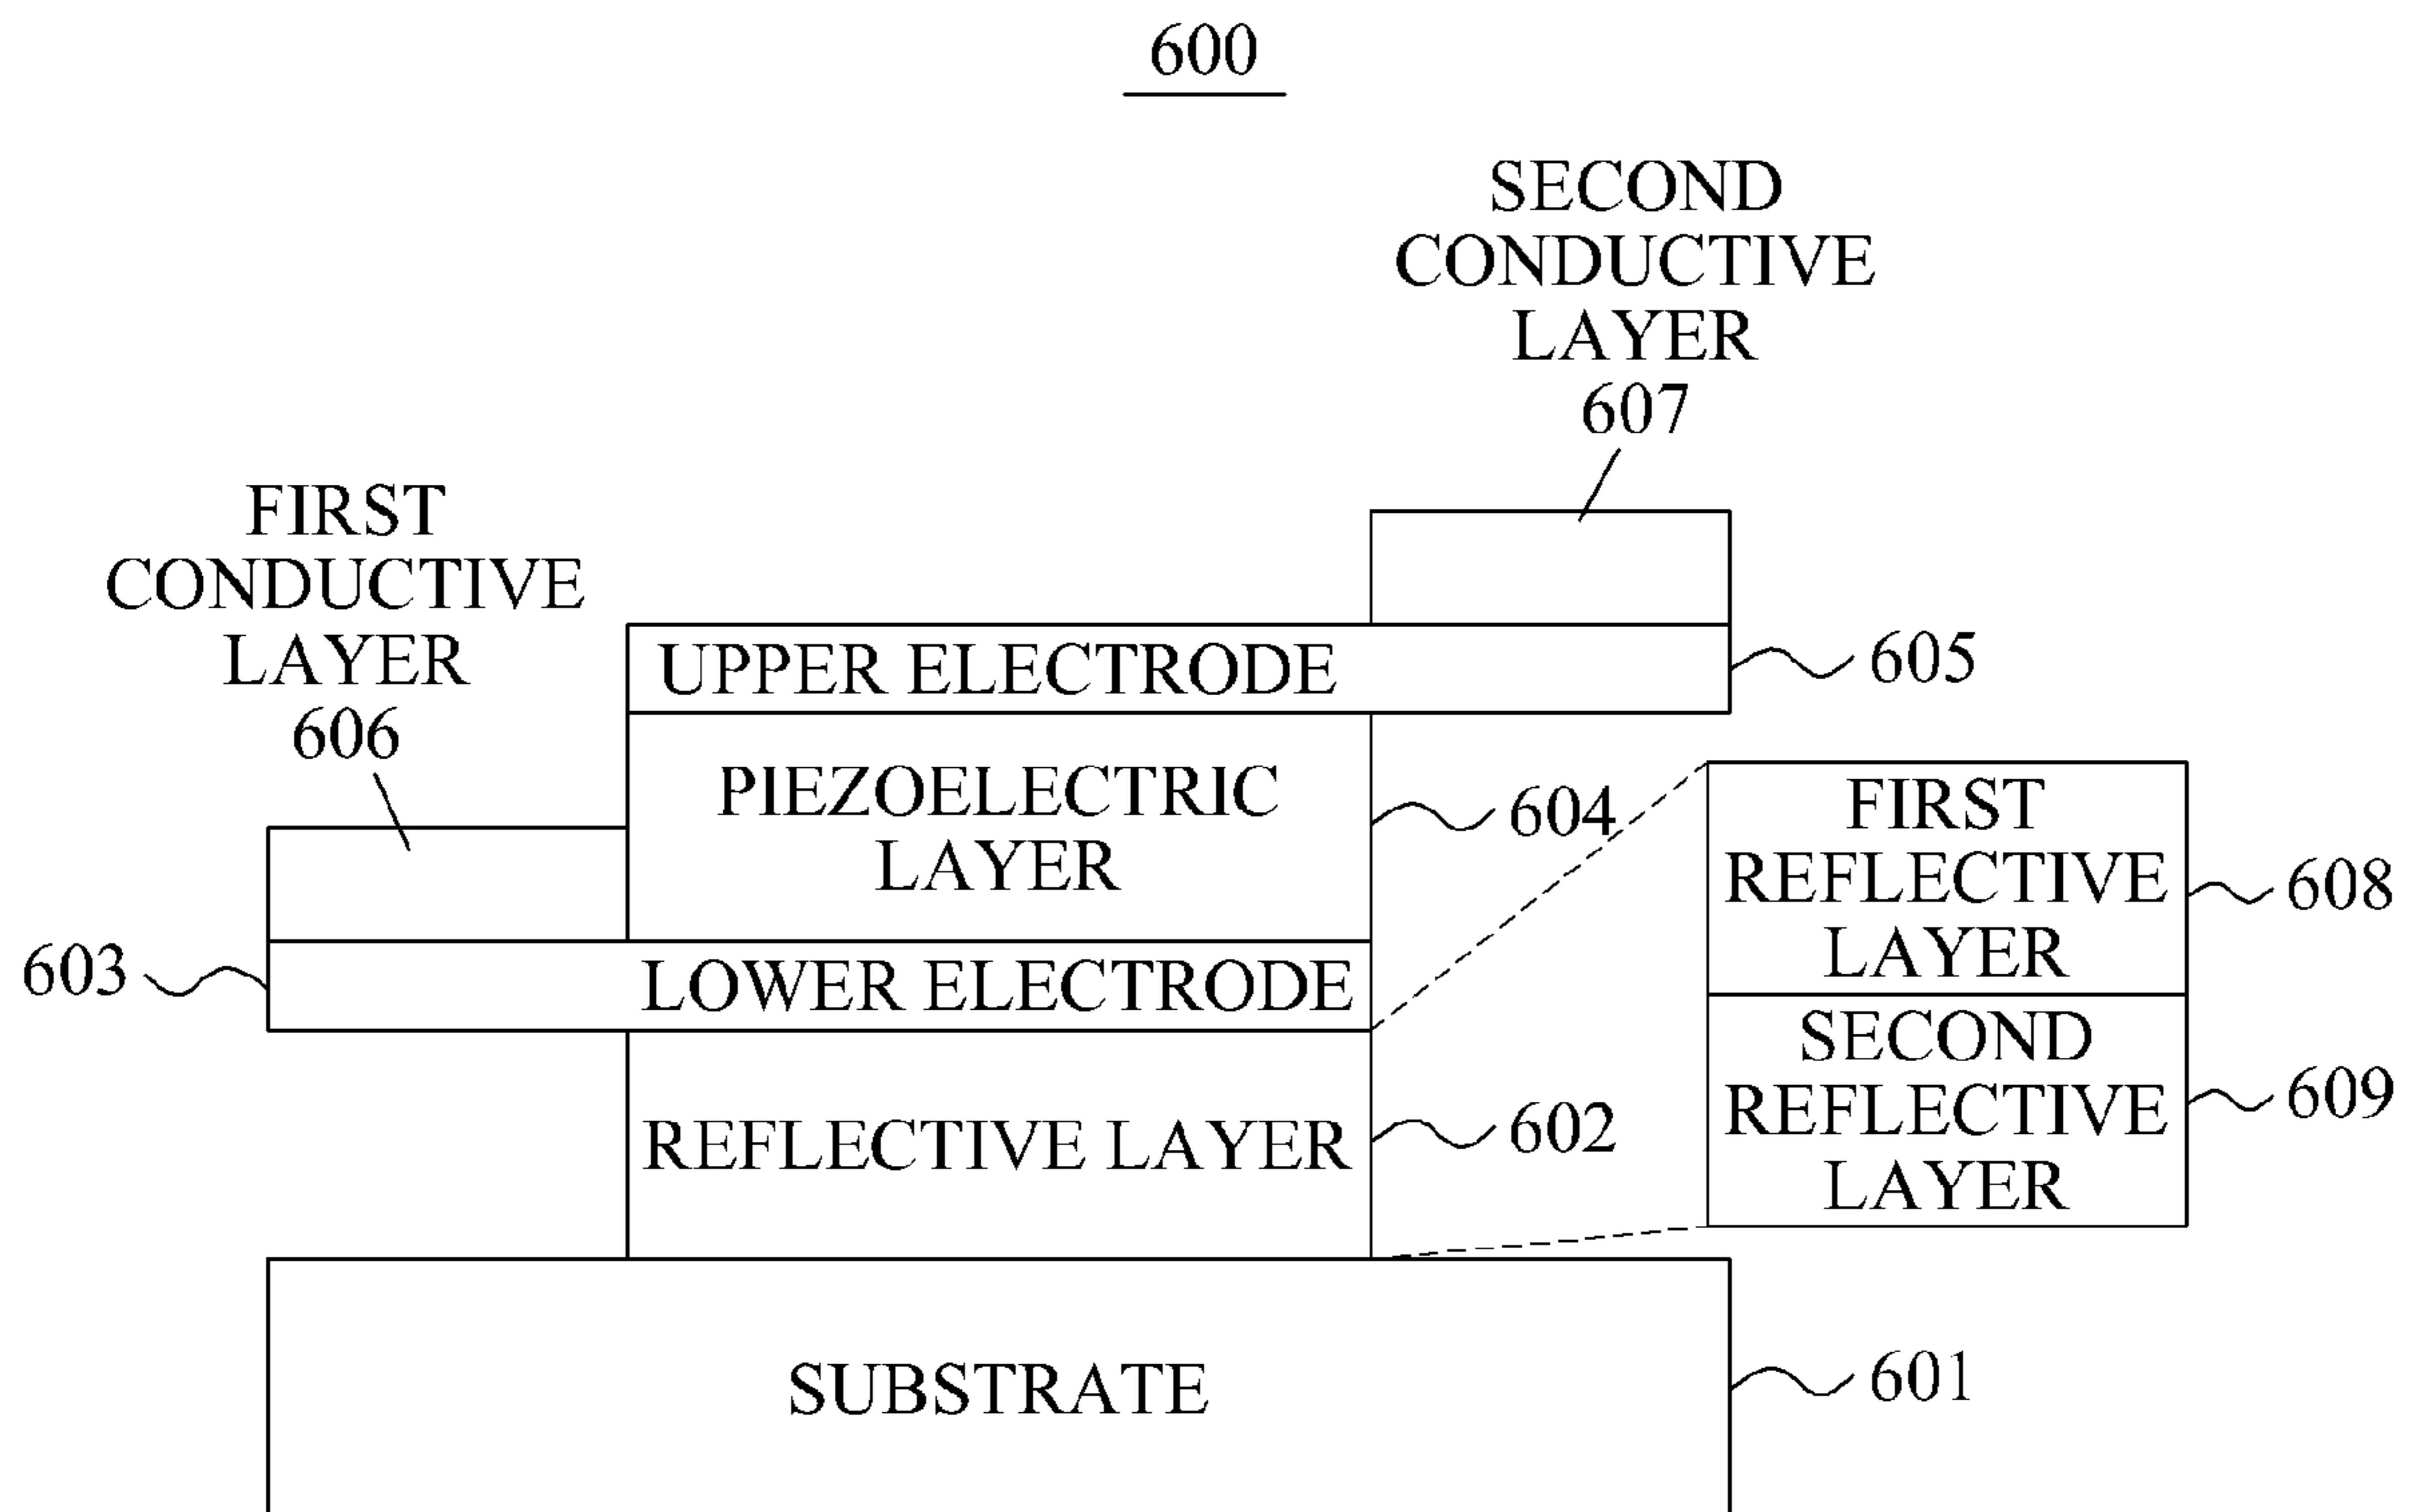 600
SECOND
CONDUCTIVE
LAYER
607
FIRST
CONDUCTIVE
LAYER
606
UPPER ELECTRODE
605
PIEZOELECTRIC
LAYER
604
603
LOWER ELECTRODE
FIRST
REFLECTIVE
LAYER
608
SECOND
REFLECTIVE
LAYER
609
REFLECTIVE LAYER
602
SUBSTRATE
601